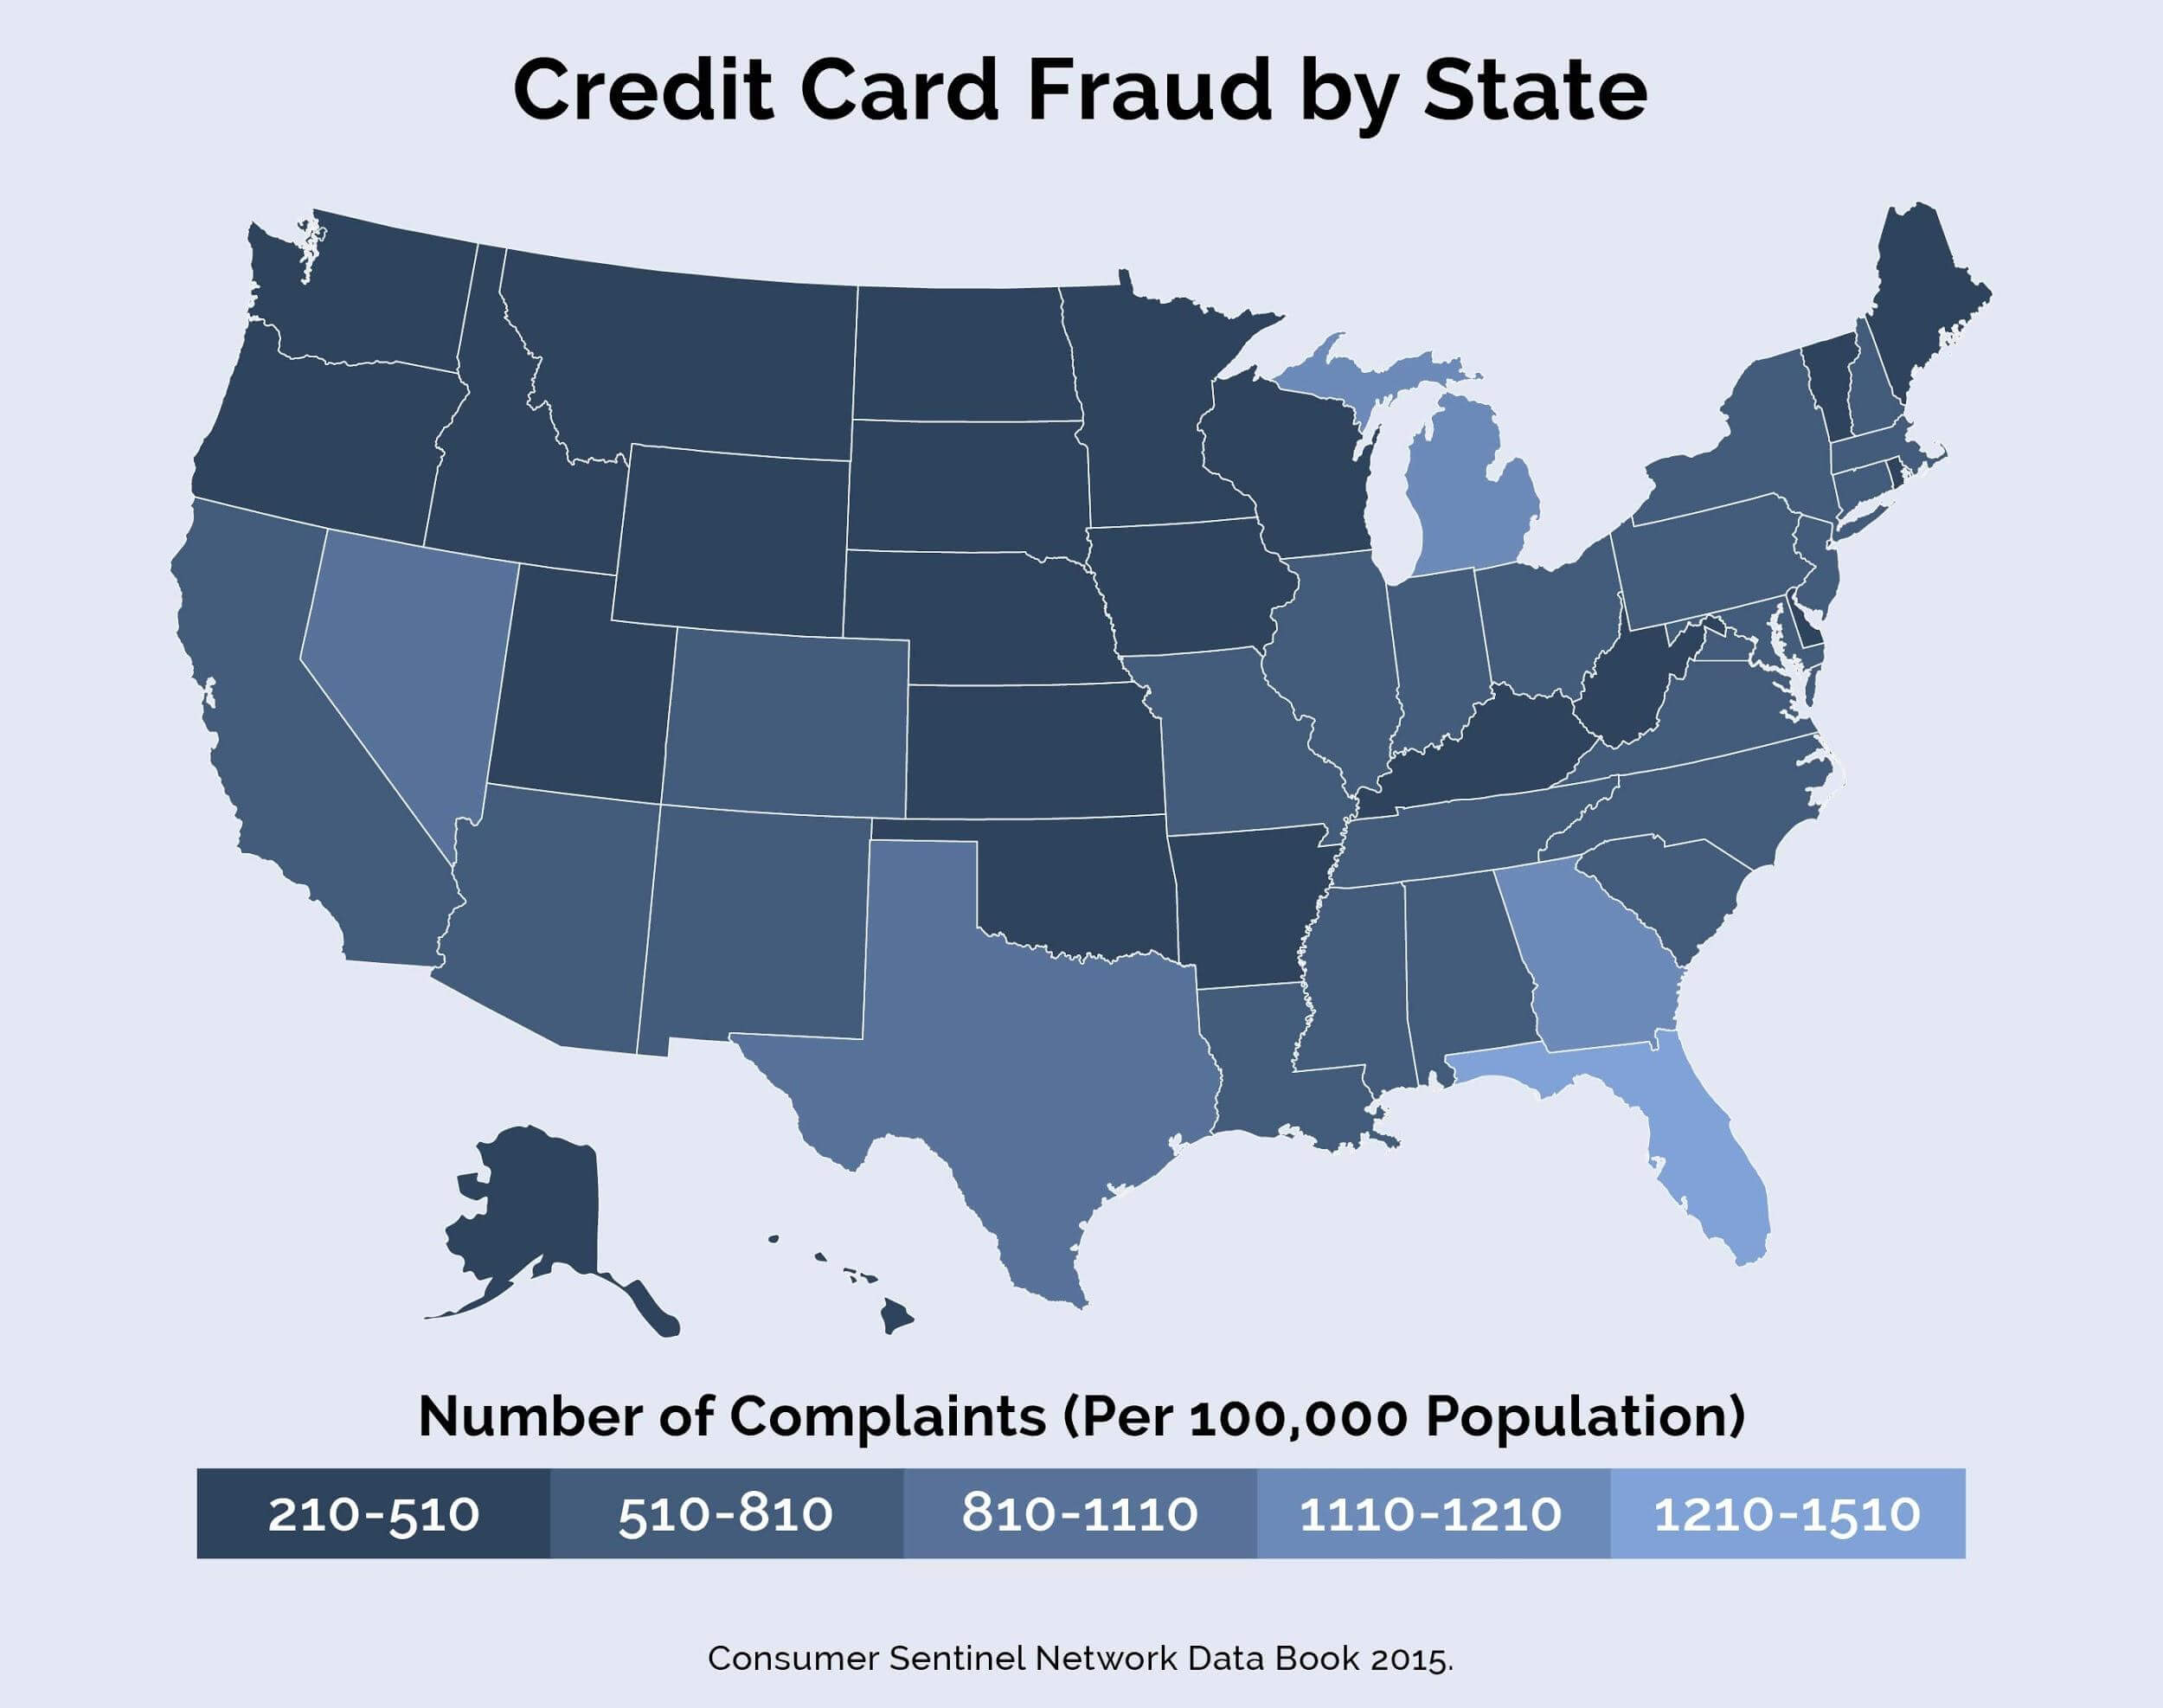 Credit Card Fraud by State
Number of Complaints (Per 100,000 Population)
210-510 510-810 810-1110 1110-1210 1210-1510
Consumer Sentinel Network Data Book 2015.